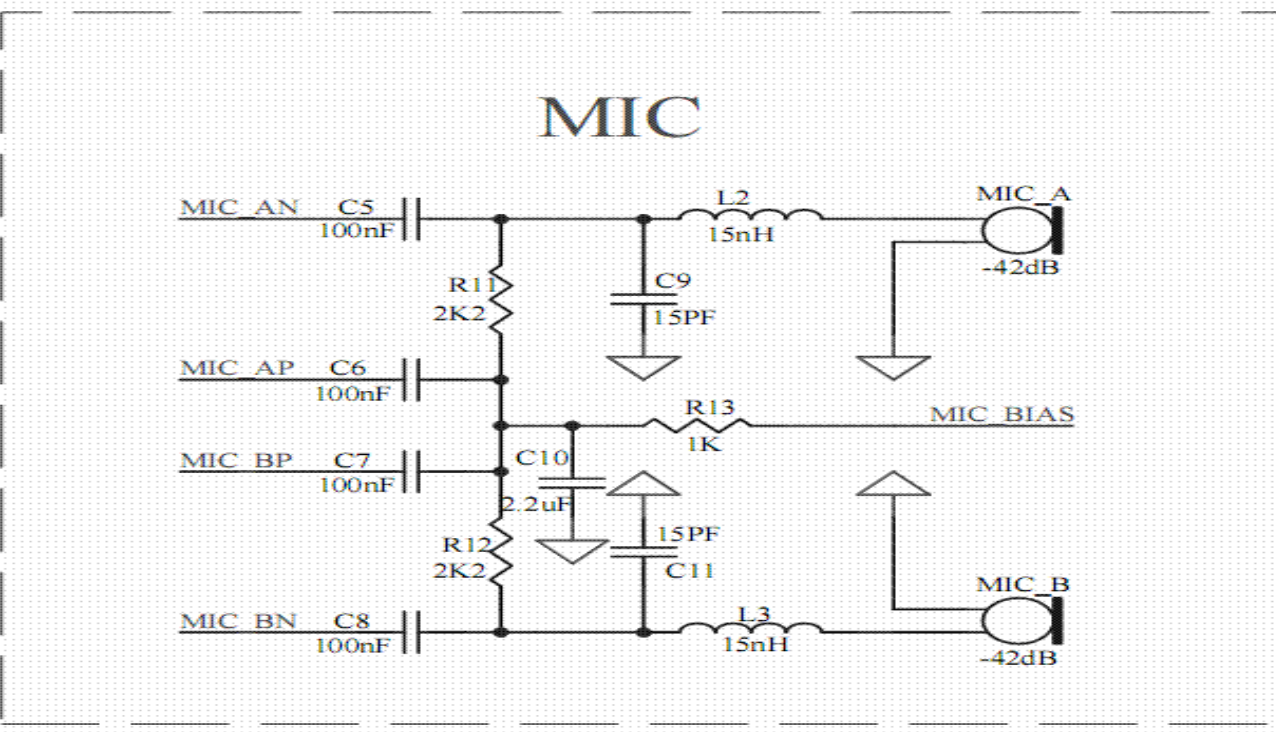 MIC
MIC_AN
C5
100nF
L2
15nH
MIC_A
-42dB
R11
2K2
C9
15PF
MIC_AP
C6
100nF
R13
1K
MIC_BIAS
MIC_BP
C7
100nF
C10
2.2uF
15PF
C11
R12
2K2
MIC_B
-42dB
MIC_BN
C8
100nF
L3
15nH